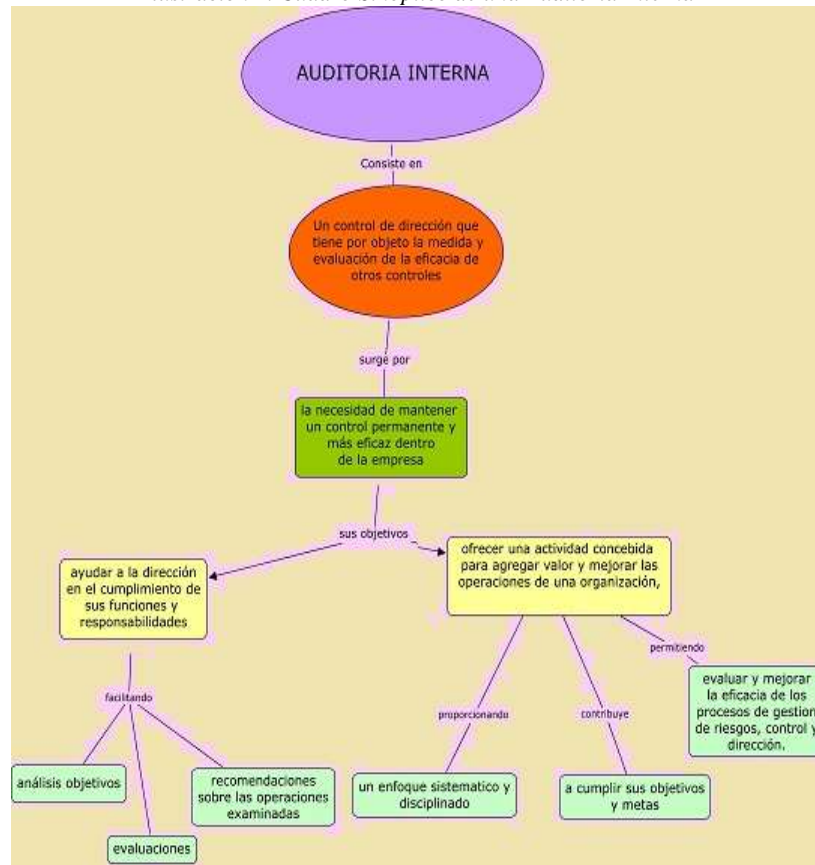 AUDITORIA INTERNA
Consiste en
Un control de dirección que
tiene por objeto la medida y
evaluación de la eficacia de
otros controles
surge por
la necesidad de mantener
un control permanente y
más eficaz dentro
de la empresa
sus objetivos
ayudar a la dirección
en el cumplimiento de
sus funciones y
responsabilidades
ofrecer una actividad concebida
para agregar valor y mejorar las
operaciones de una organización,
facilitando
análisis objetivos
evaluaciones
recomendaciones
sobre las operaciones
examinadas
proporcionando
un enfoque sistematico y
disciplinado
contribuye
a cumplir sus objetivos
y metas
permitiendo
evaluar y mejorar
la eficacia de los
procesos de gestion
de riesgos, control y
dirección.